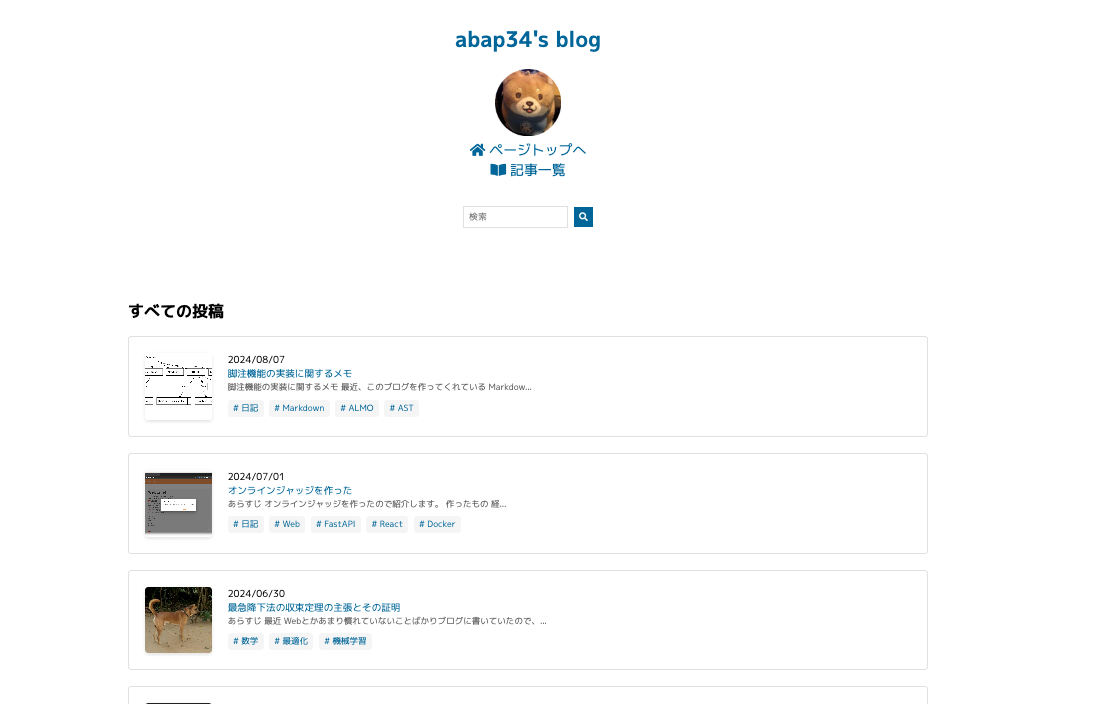 abap34's blog
ページトップへ
記事一覧
検索
すべての投稿
2024/08/07
脚注機能の実装に関するメモ
脚注機能の実装に関するメモ 最近、このブログを作ってくれている Markdow...
# 日記 # Markdown # ALMO # AST
2024/07/01
オンラインジャッジを作った
あらすじ オンラインジャッジを作ったので紹介します。 作ったもの 経...
# 日記 # Web # FastAPI # React # Docker
2024/06/30
最急降下法の収束定理の主張とその証明
あらすじ 最近 Webとかあまり慣れていないことばかりブログに書いていたので、...
# 数学 # 最適化 # 機械学習